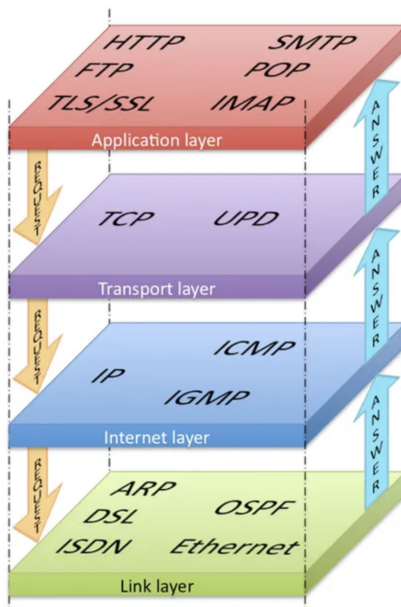 HTTP SMTP
FTP POP
TLS/SSL IMAP
Application layer
REQUEST
ANSWER
TCP UPD
Transport layer
REQUEST
ANSWER
ICMP
IP
IGMP
Internet layer
REQUEST
ANSWER
ARP
OSPF
DSL
ISDN Ethernet
Link layer